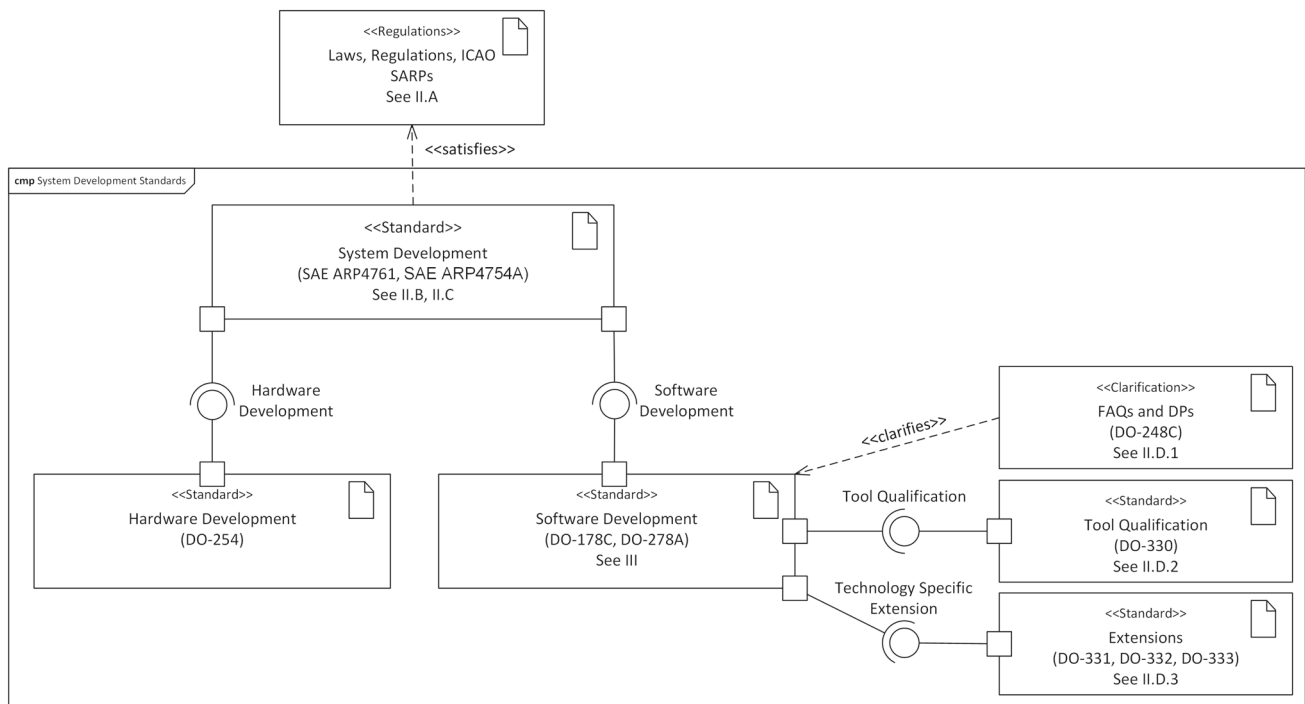 <<Regulations>>
Laws, Regulations, ICAO
SARPs
See II.A
<<satisfies>>
cmp System Development Standards
<<Standard>>
System Development
(SAE ARP4761, SAE ARP4754A)
See II.B, II.C
Hardware
Development
Software
Development
<<Clarification>>
FAQs and DPs
(DO-248C)
See II.D.1
<<clarifies>>
<<Standard>>
Hardware Development
(DO-254)
<<Standard>>
Software Development
(DO-178C, DO-278A)
See III
Tool Qualification
<<Standard>>
Tool Qualification
(DO-330)
See II.D.2
Technology Specific
Extension
<<Standard>>
Extensions
(DO-331, DO-332, DO-333)
See II.D.3